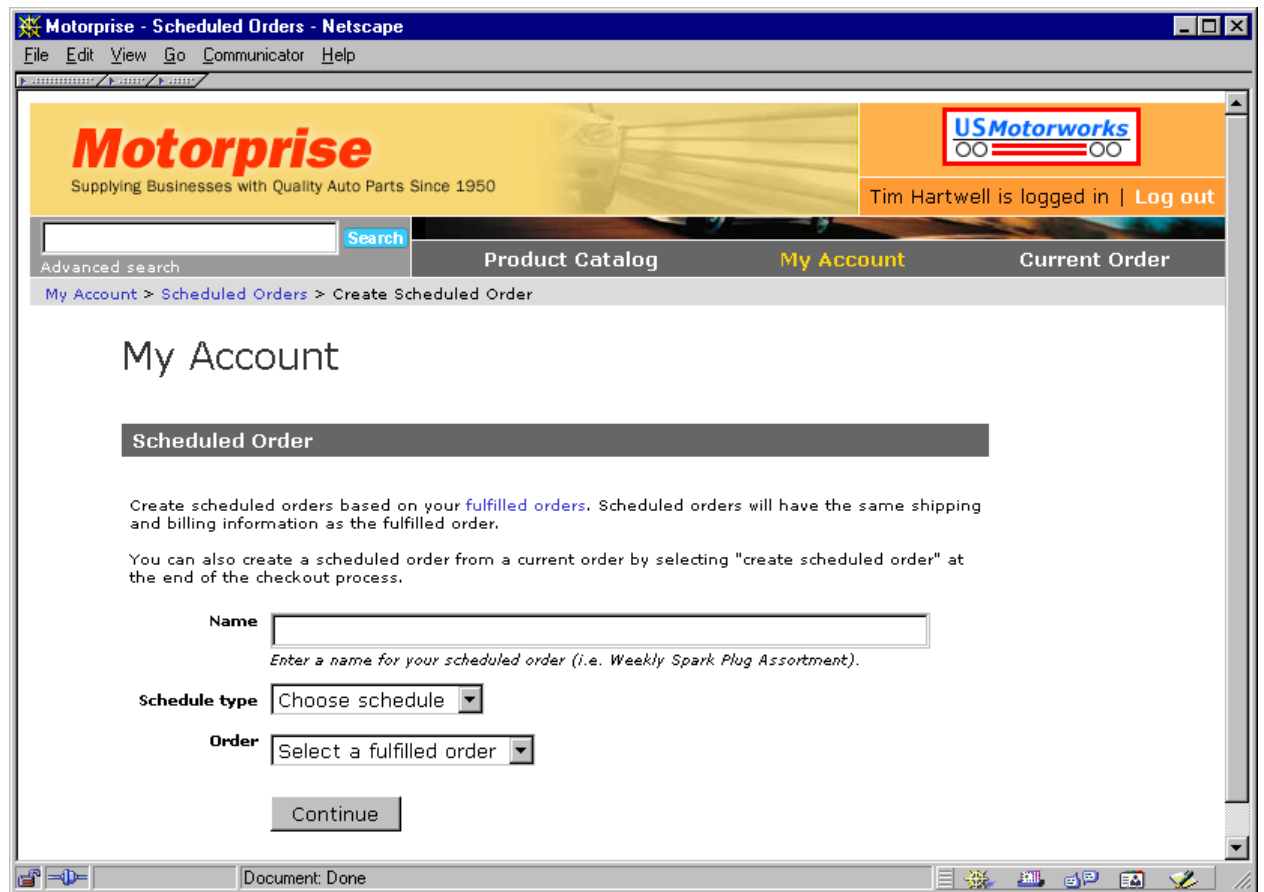 Motorprise - Scheduled Orders - Netscape
File Edit View Go Communicator Help
Motorprise
Supplying Businesses with Quality Auto Parts Since 1950
USMotorworks
Tim Hartwell is logged in | Log out
Search
Advanced search
Product Catalog My Account Current Order
My Account > Scheduled Orders > Create Scheduled Order
My Account
Scheduled Order
Create scheduled orders based on your fulfilled orders. Scheduled orders will have the same shipping
and billing information as the fulfilled order.
You can also create a scheduled order from a current order by selecting "create scheduled order" at
the end of the checkout process.
Name
Enter a name for your scheduled order (i.e. Weekly Spark Plug Assortment).
Schedule type Choose schedule
Order Select a fulfilled order
Continue
Document: Done